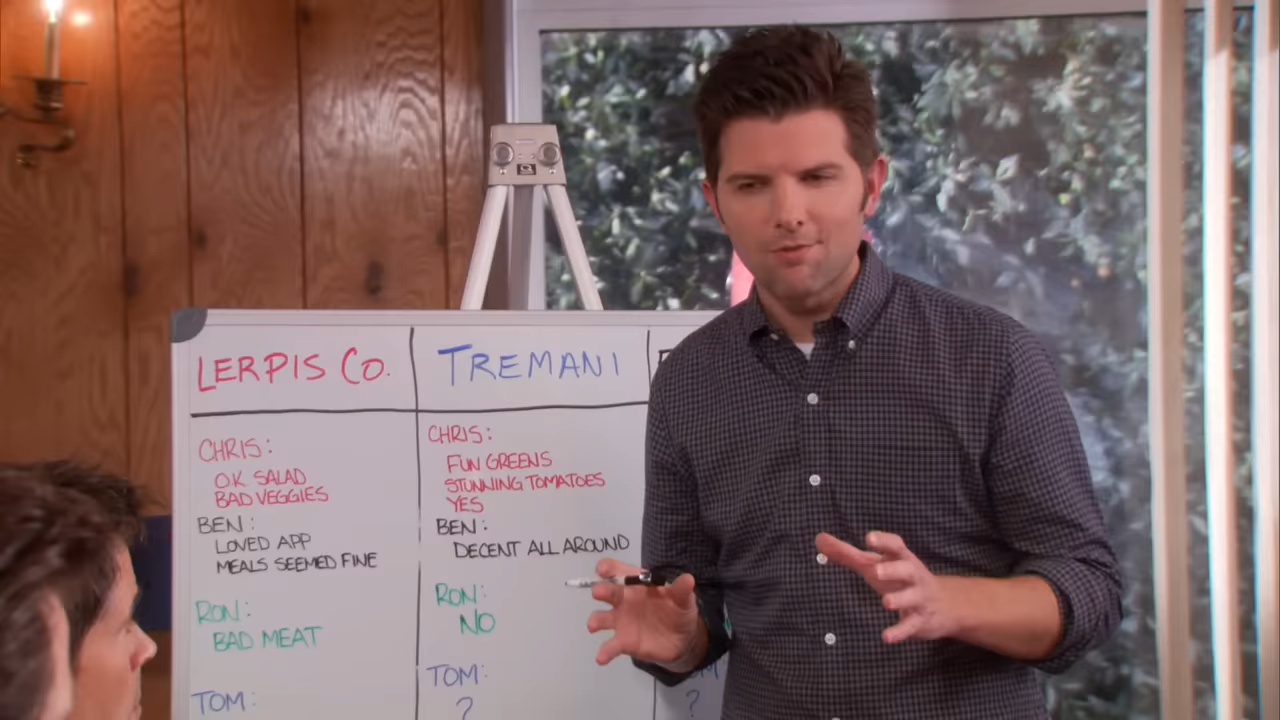 LERPIS CO.
TREMANI
CHRIS:
OK SALAD
BAD VEGGIES
BEN:
LOVED APP
MEALS SEEMED FINE
RON:
BAD MEAT
TOM:
CHRIS:
FUN GREENS
STUNNING TOMATOES
YES
BEN:
DECENT ALL AROUND
RON:
NO
TOM:
?
?